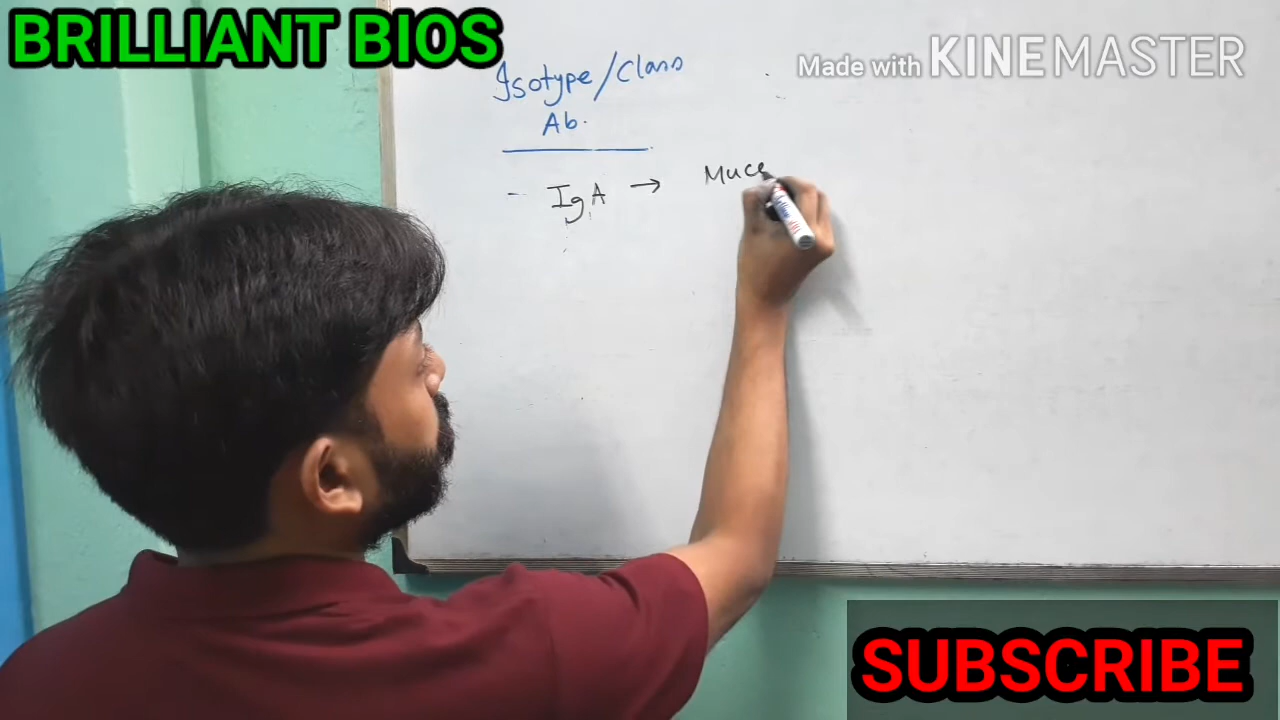 BRILLIANT BIOS
Made with KINEMASTER
Isotype/Class
Ab.
- IgA → Muc
SUBSCRIBE